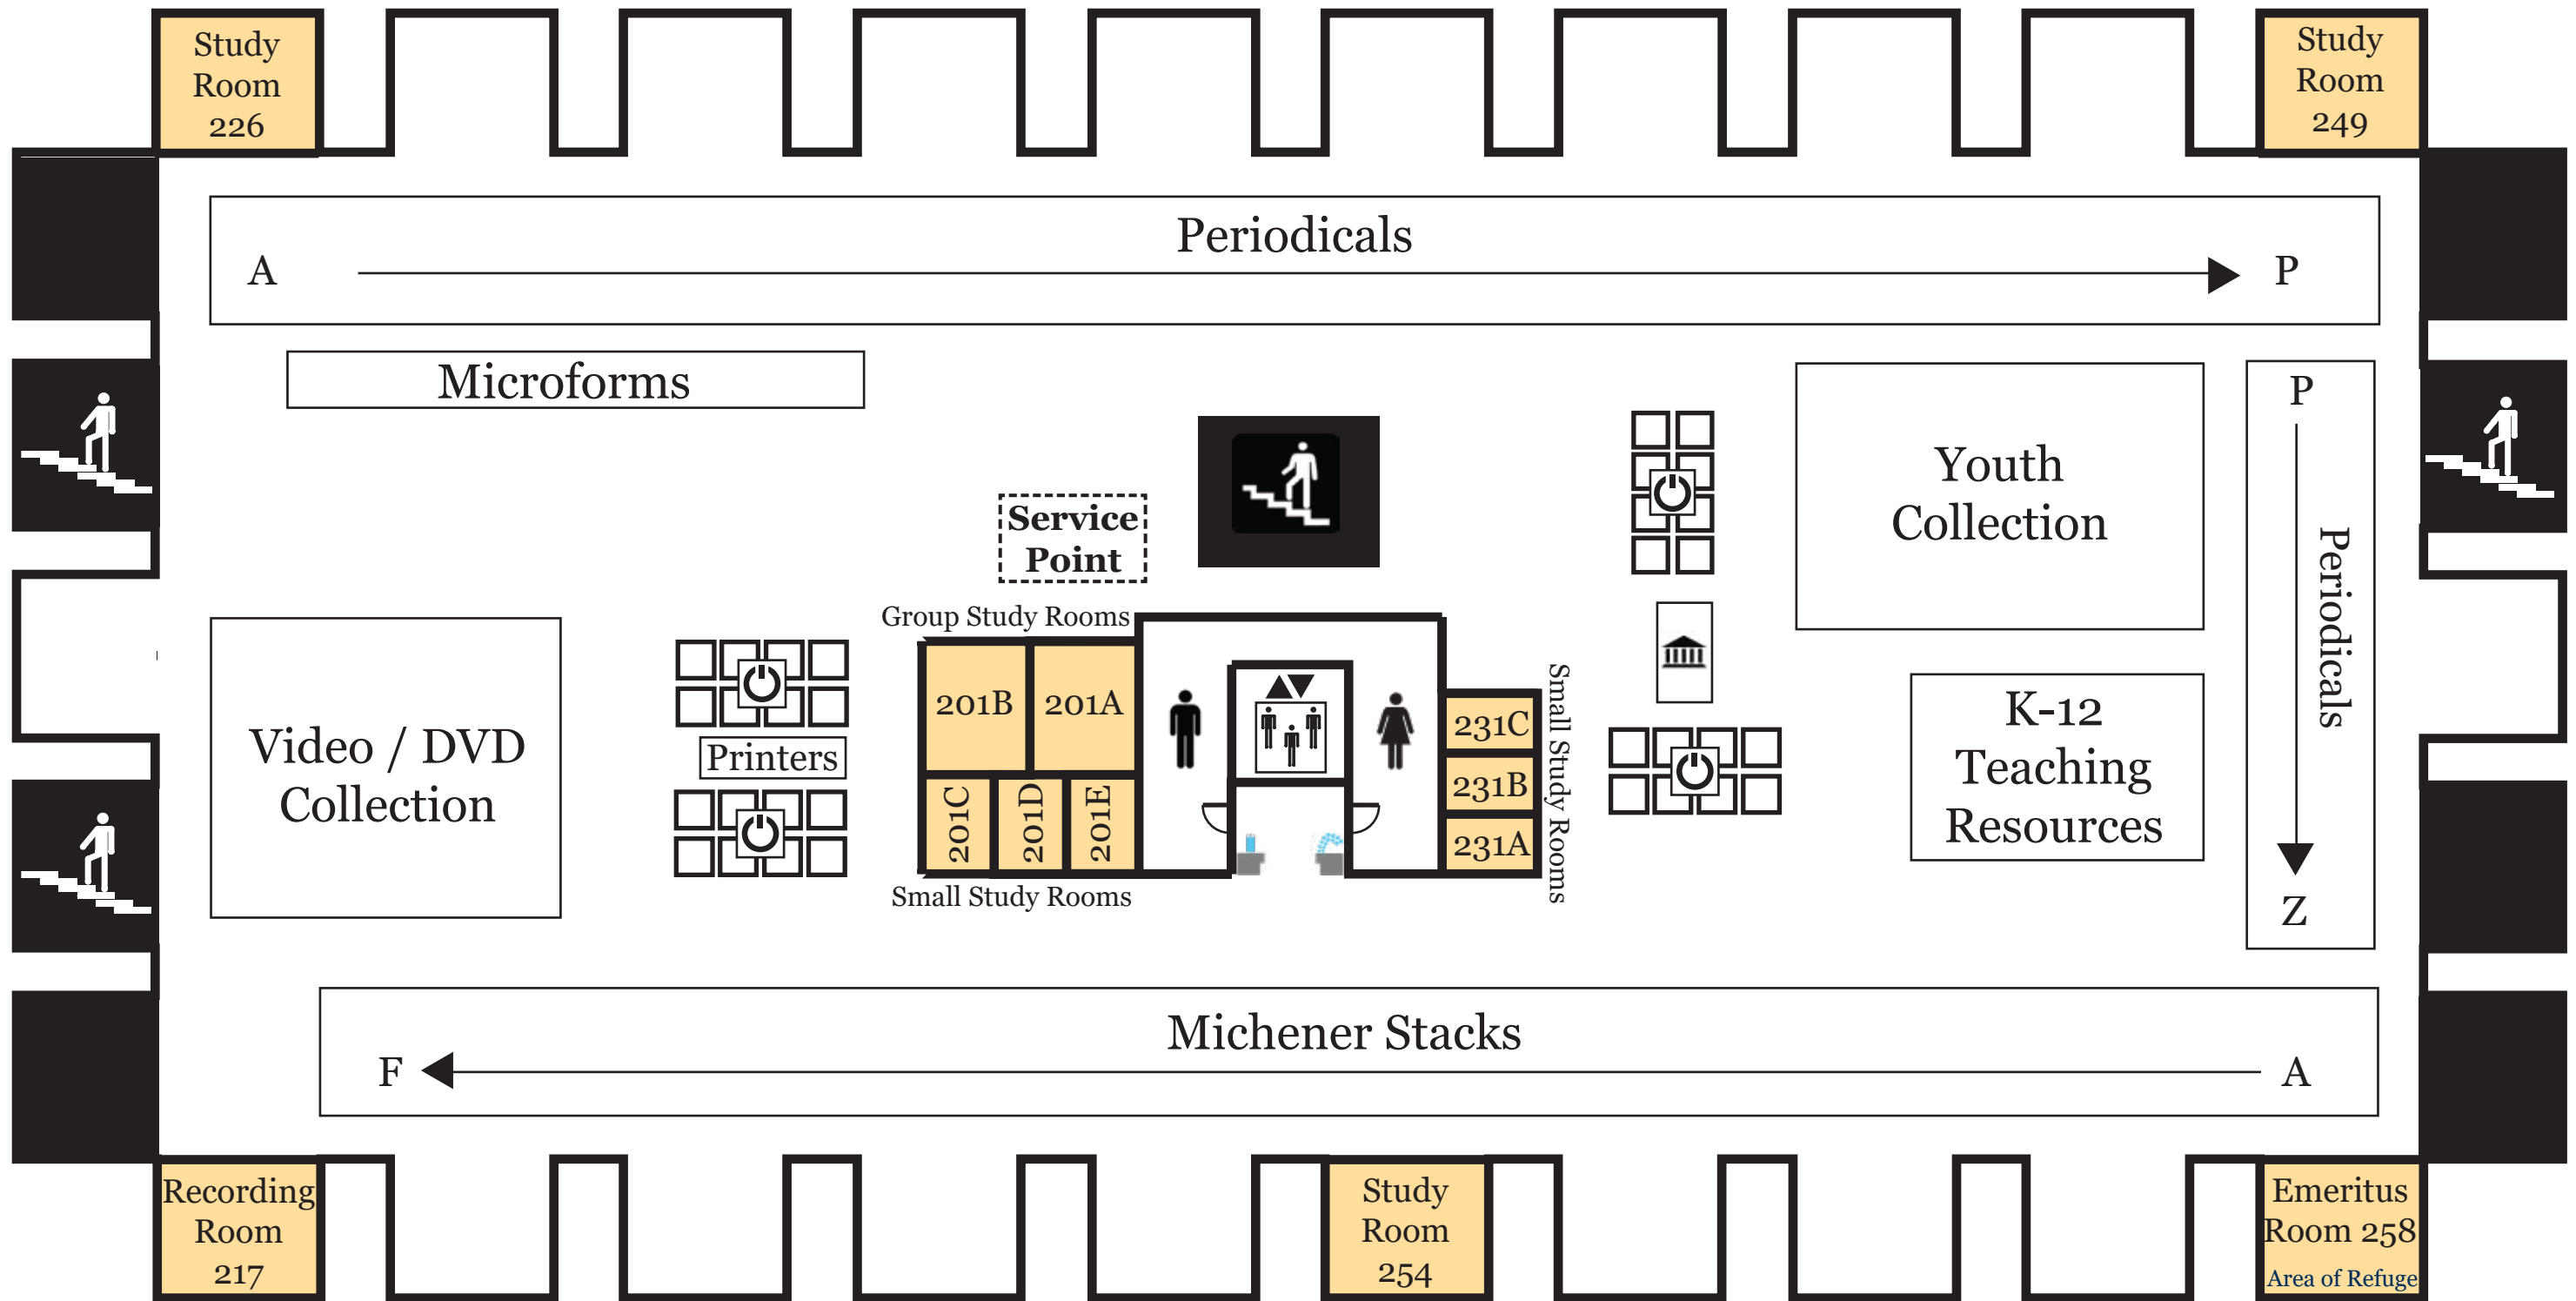 Study
Room
226
Study
Room
249
Periodicals
A
P
Microforms
Youth
Collection
P
Periodicals
Z
Service
Point
Group Study Rooms
201B
201A
201C
201D
201E
Small Study Rooms
231C
231B
231A
Small Study Rooms
Printers
Video / DVD
Collection
K-12
Teaching
Resources
Michener Stacks
F
A
Recording
Room
217
Study
Room
254
Emeritus
Room 258
Area of Refuge